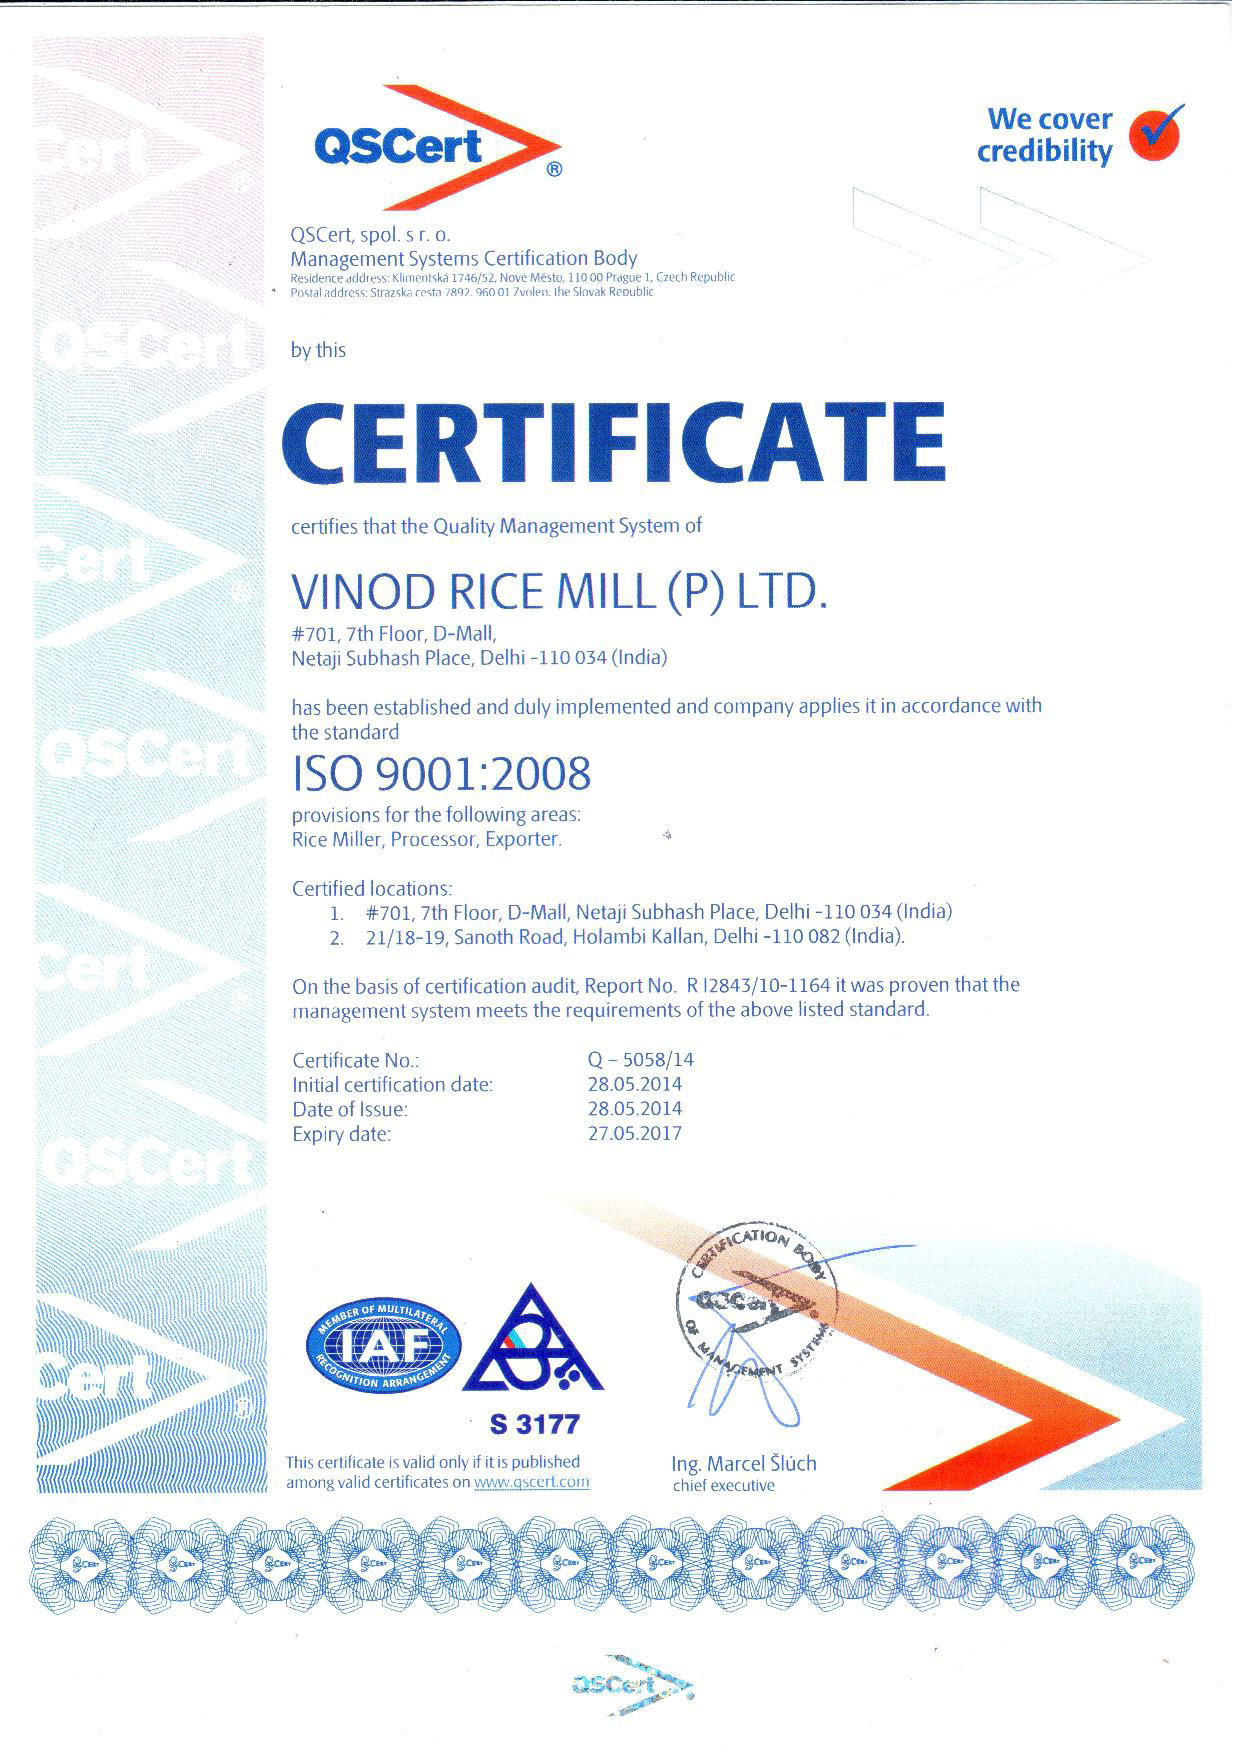 QSCert
®
We cover
credibility
QSCert, spol. s r. o.
Management Systems Certification Body
Residence address: Klimentská 1746/52, Nové Město, 110 00 Prague 1, Czech Republic
Postal address: Strazska cesta 7892, 960 01 Zvolen, the Slovak Republic
by this
CERTIFICATE
certifies that the Quality Management System of
VINOD RICE MILL (P) LTD.
#701, 7th Floor, D-Mall,
Netaji Subhash Place, Delhi -110 034 (India)
has been established and duly implemented and company applies it in accordance with
the standard
ISO 9001:2008
provisions for the following areas:
Rice Miller, Processor, Exporter.
Certified locations:
1. #701, 7th Floor, D-Mall, Netaji Subhash Place, Delhi -110 034 (India)
2. 21/18-19, Sanoth Road, Holambi Kallan, Delhi -110 082 (India).
On the basis of certification audit, Report No. R I2843/10-1164 it was proven that the
management system meets the requirements of the above listed standard.
Certificate No.: Q – 5058/14
Initial certification date: 28.05.2014
Date of Issue: 28.05.2014
Expiry date: 27.05.2017
CERTIFICATION BODY
QSCert
OF MANAGEMENT SYSTEMS
MEMBER OF MULTILATERAL
IAF
RECOGNITION ARRANGEMENT
S 3177
This certificate is valid only if it is published
among valid certificates on www.qscert.com
Ing. Marcel Šlúch
chief executive
QSCert